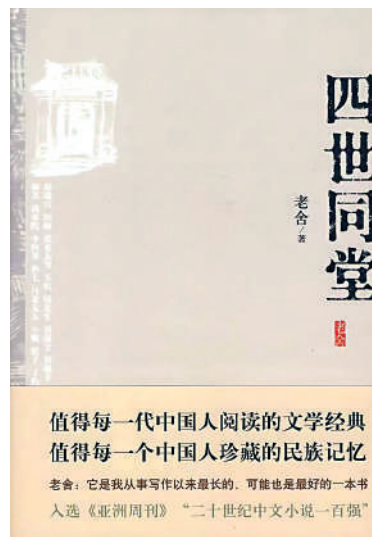 四世同堂
老舍/著
老舍
值得每一代中国人阅读的文学经典
值得每一个中国人珍藏的民族记忆
老舍：它是我从事写作以来最长的，可能也是最好的一本书
入选《亚洲周刊》“二十世纪中文小说一百强”